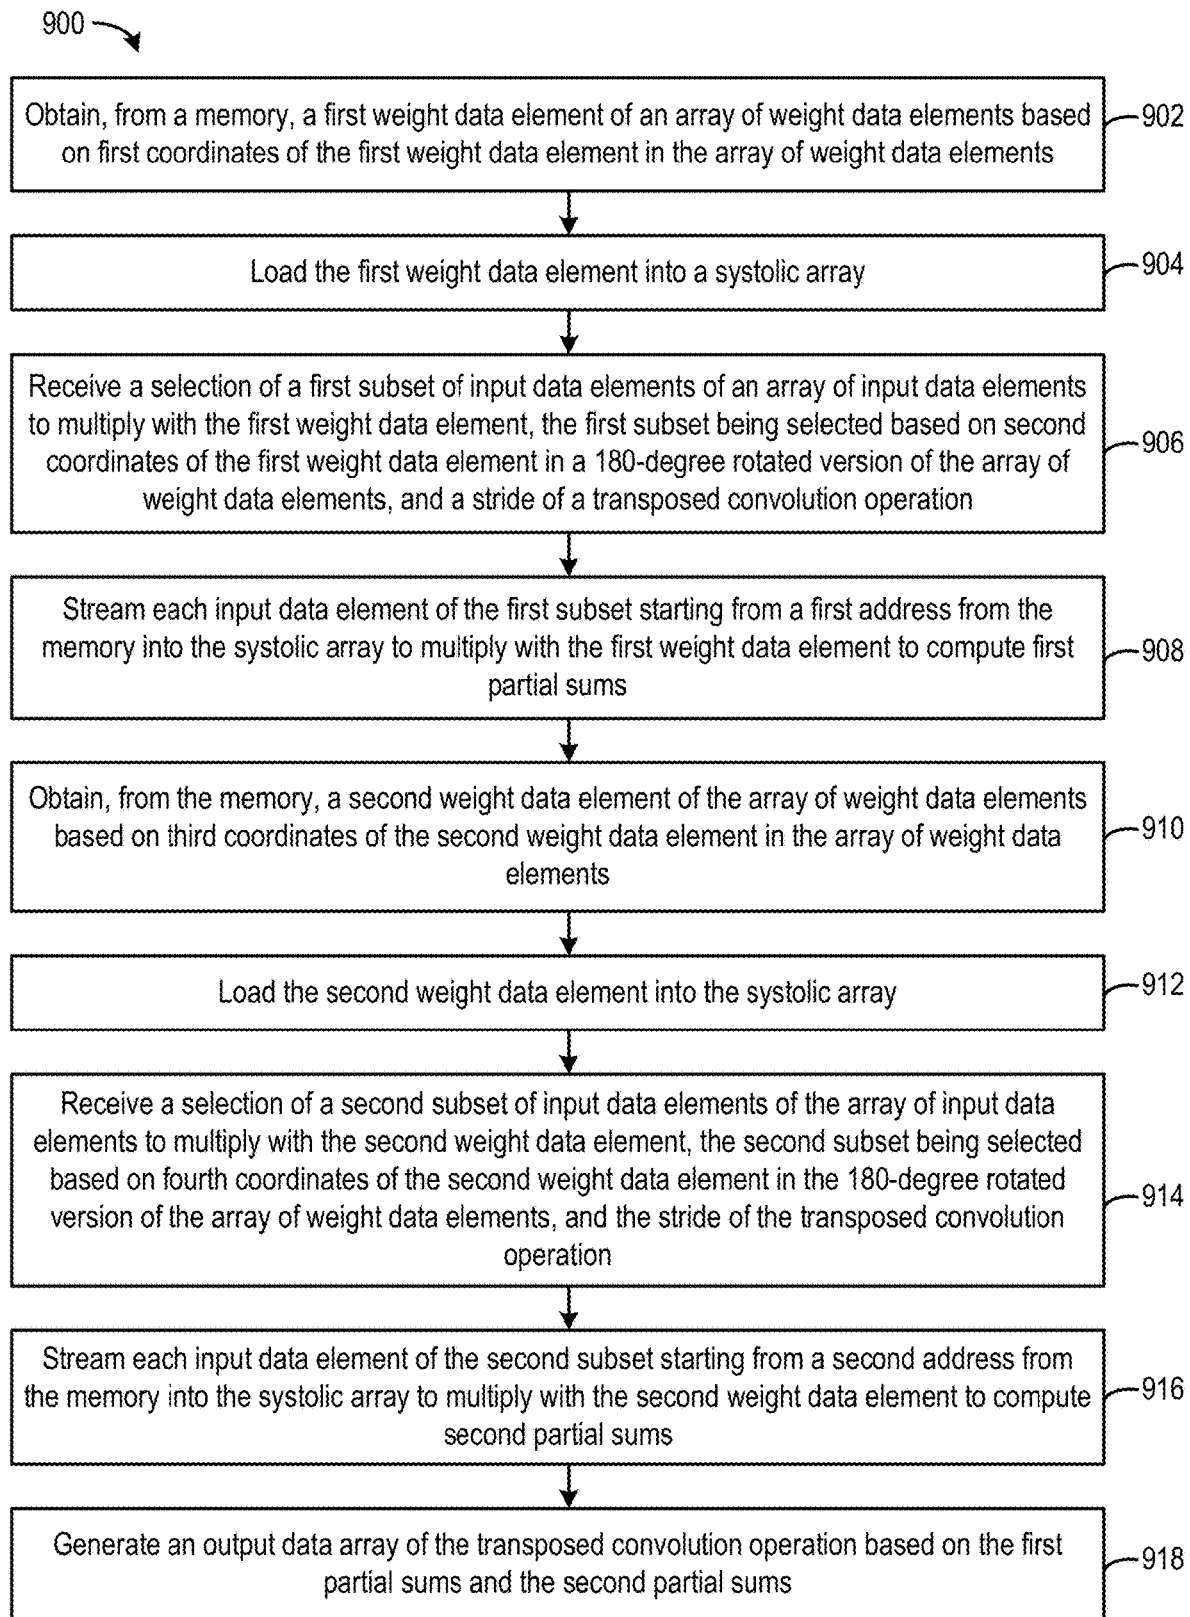 900
Obtain, from a memory, a first weight data element of an array of weight data elements based
on first coordinates of the first weight data element in the array of weight data elements
902
Load the first weight data element into a systolic array
904
Receive a selection of a first subset of input data elements of an array of input data elements
to multiply with the first weight data element, the first subset being selected based on second
coordinates of the first weight data element in a 180-degree rotated version of the array of
weight data elements, and a stride of a transposed convolution operation
906
Stream each input data element of the first subset starting from a first address from the
memory into the systolic array to multiply with the first weight data element to compute first
partial sums
908
Obtain, from the memory, a second weight data element of the array of weight data elements
based on third coordinates of the second weight data element in the array of weight data
elements
910
Load the second weight data element into the systolic array
912
Receive a selection of a second subset of input data elements of the array of input data
elements to multiply with the second weight data element, the second subset being selected
based on fourth coordinates of the second weight data element in the 180-degree rotated
version of the array of weight data elements, and the stride of the transposed convolution
operation
914
Stream each input data element of the second subset starting from a second address from
the memory into the systolic array to multiply with the second weight data element to compute
second partial sums
916
Generate an output data array of the transposed convolution operation based on the first
partial sums and the second partial sums
918